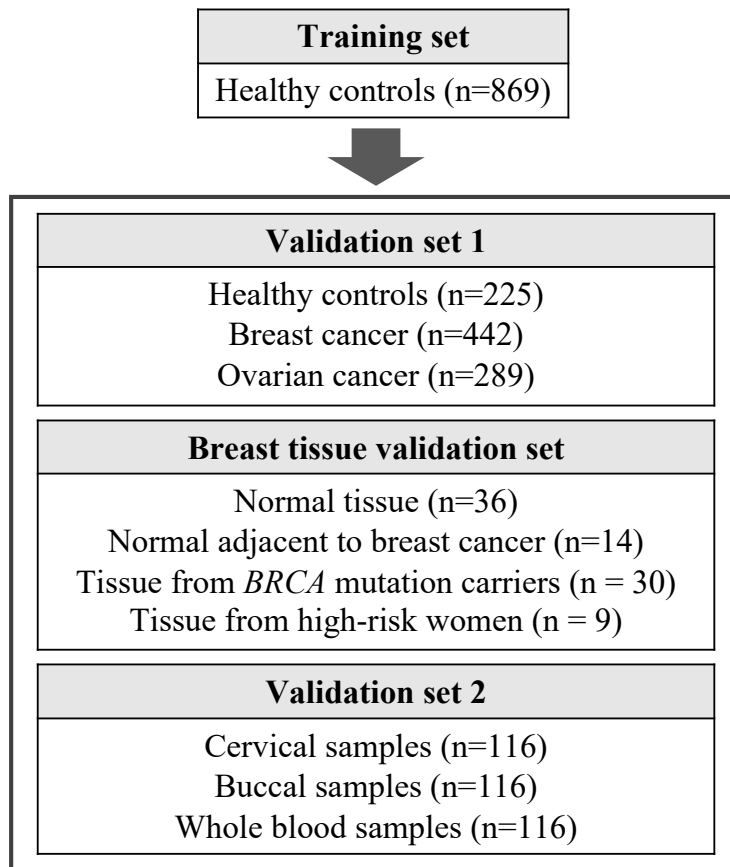 Training set
Healthy controls (n=869)
Validation set 1
Healthy controls (n=225)
Breast cancer (n=442)
Ovarian cancer (n=289)
Breast tissue validation set
Normal tissue (n=36)
Normal adjacent to breast cancer (n=14)
Tissue from BRCA mutation carriers (n = 30)
Tissue from high-risk women (n = 9)
Validation set 2
Cervical samples (n=116)
Buccal samples (n=116)
Whole blood samples (n=116)